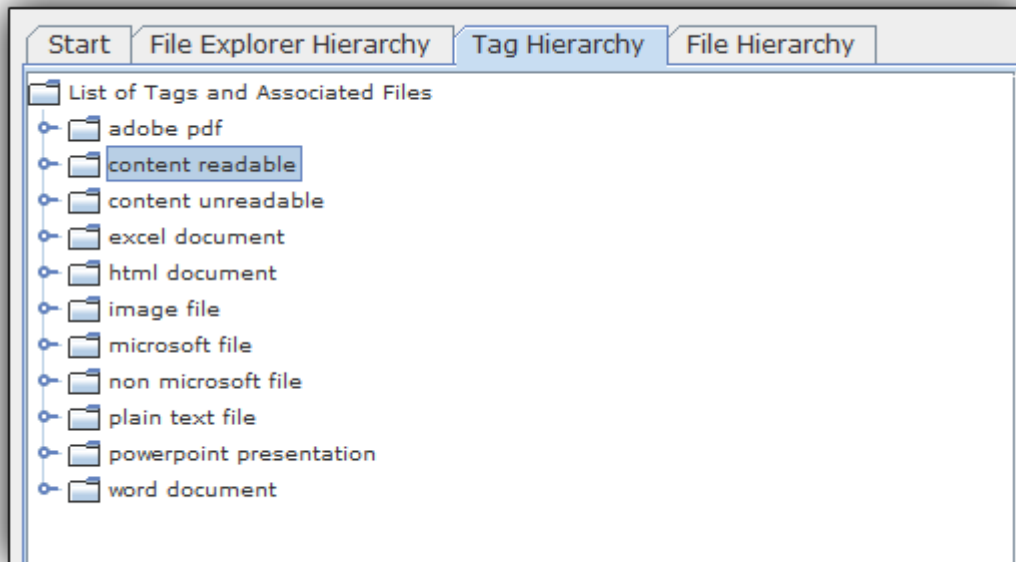 Start File Explorer Hierarchy Tag Hierarchy File Hierarchy
List of Tags and Associated Files
adobe pdf
content readable
content unreadable
excel document
html document
image file
microsoft file
non microsoft file
plain text file
powerpoint presentation
word document